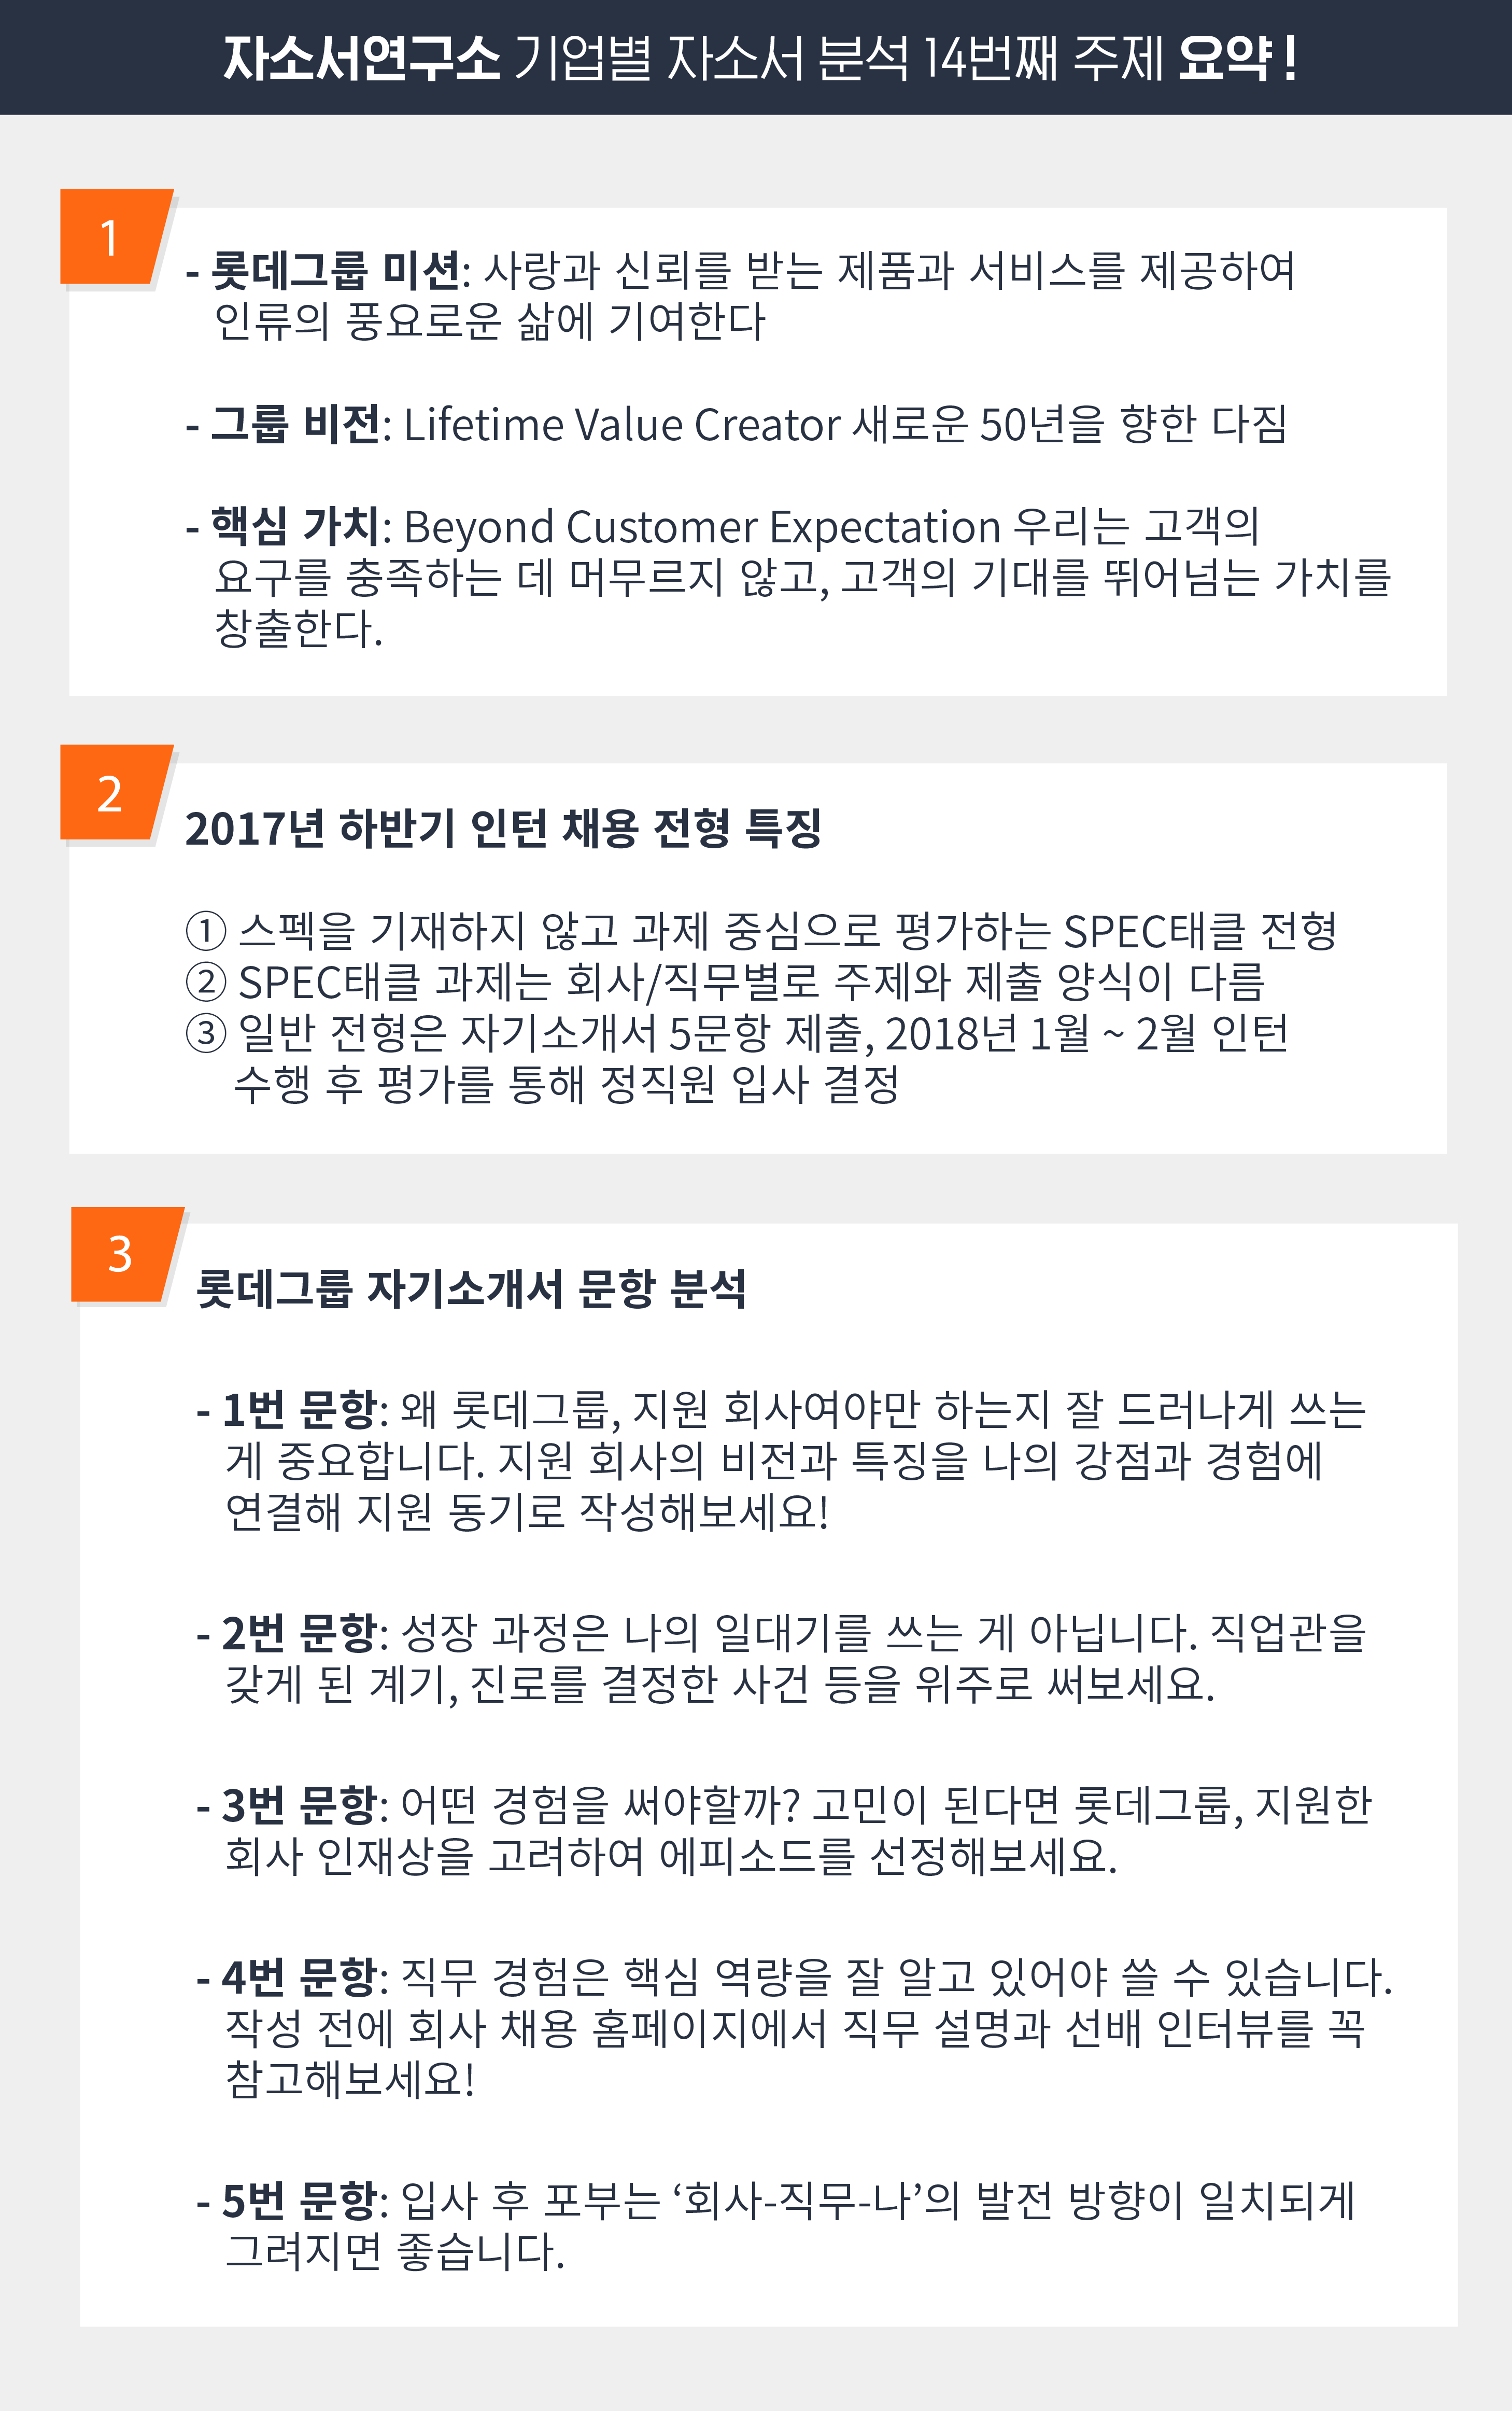 자소서연구소 기업별 자소서 분석 14번째 주제 요약!
1
- 롯데그룹 미션: 사랑과 신뢰를 받는 제품과 서비스를 제공하여
인류의 풍요로운 삶에 기여한다
- 그룹 비전: Lifetime Value Creator 새로운 50년을 향한 다짐
- 핵심 가치: Beyond Customer Expectation 우리는 고객의
요구를 충족하는 데 머무르지 않고, 고객의 기대를 뛰어넘는 가치를
창출한다.
2
2017년 하반기 인턴 채용 전형 특징
① 스펙을 기재하지 않고 과제 중심으로 평가하는 SPEC태클 전형
② SPEC태클 과제는 회사/직무별로 주제와 제출 양식이 다름
③ 일반 전형은 자기소개서 5문항 제출, 2018년 1월 ~ 2월 인턴
수행 후 평가를 통해 정직원 입사 결정
3
롯데그룹 자기소개서 문항 분석
- 1번 문항: 왜 롯데그룹, 지원 회사여야만 하는지 잘 드러나게 쓰는
게 중요합니다. 지원 회사의 비전과 특징을 나의 강점과 경험에
연결해 지원 동기로 작성해보세요!
- 2번 문항: 성장 과정은 나의 일대기를 쓰는 게 아닙니다. 직업관을
갖게 된 계기, 진로를 결정한 사건 등을 위주로 써보세요.
- 3번 문항: 어떤 경험을 써야할까? 고민이 된다면 롯데그룹, 지원한
회사 인재상을 고려하여 에피소드를 선정해보세요.
- 4번 문항: 직무 경험은 핵심 역량을 잘 알고 있어야 쓸 수 있습니다.
작성 전에 회사 채용 홈페이지에서 직무 설명과 선배 인터뷰를 꼭
참고해보세요!
- 5번 문항: 입사 후 포부는 ‘회사-직무-나’의 발전 방향이 일치되게
그려지면 좋습니다.